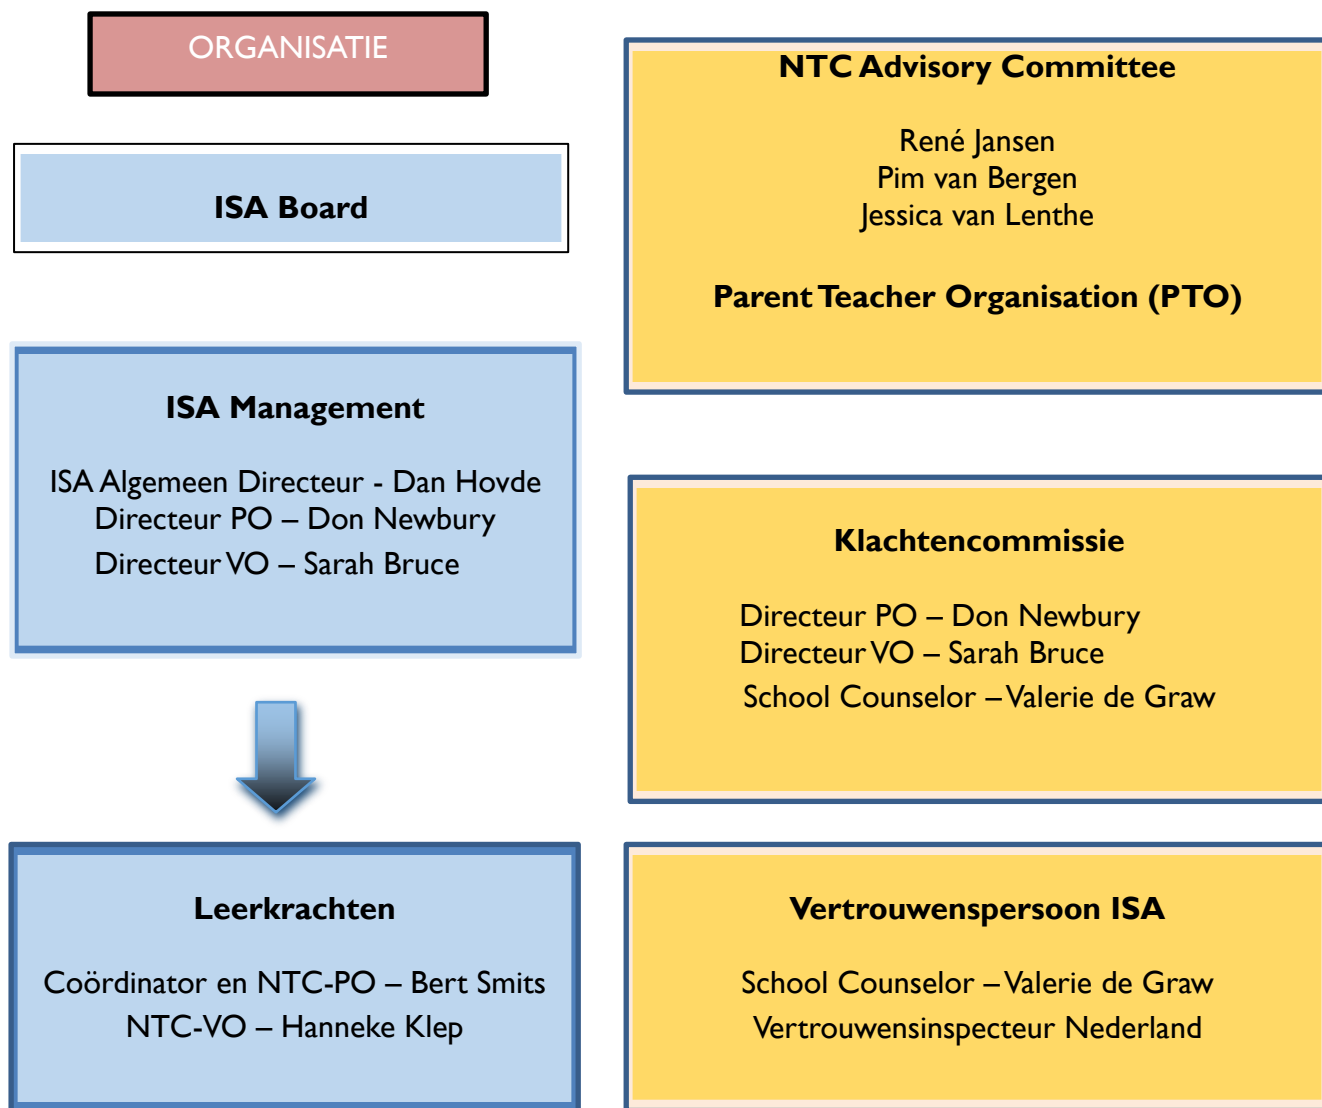 ORGANISATIE
ISA Board
ISA Management
ISA Algemeen Directeur - Dan Hovde
Directeur PO – Don Newbury
Directeur VO – Sarah Bruce
Leerkrachten
Coördinator en NTC-PO – Bert Smits
NTC-VO – Hanneke Klep
NTC Advisory Committee
René Jansen
Pim van Bergen
Jessica van Lenthe
Parent Teacher Organisation (PTO)
Klachtencommissie
Directeur PO – Don Newbury
Directeur VO – Sarah Bruce
School Counselor – Valerie de Graw
Vertrouwenspersoon ISA
School Counselor – Valerie de Graw
Vertrouwensinspecteur Nederland